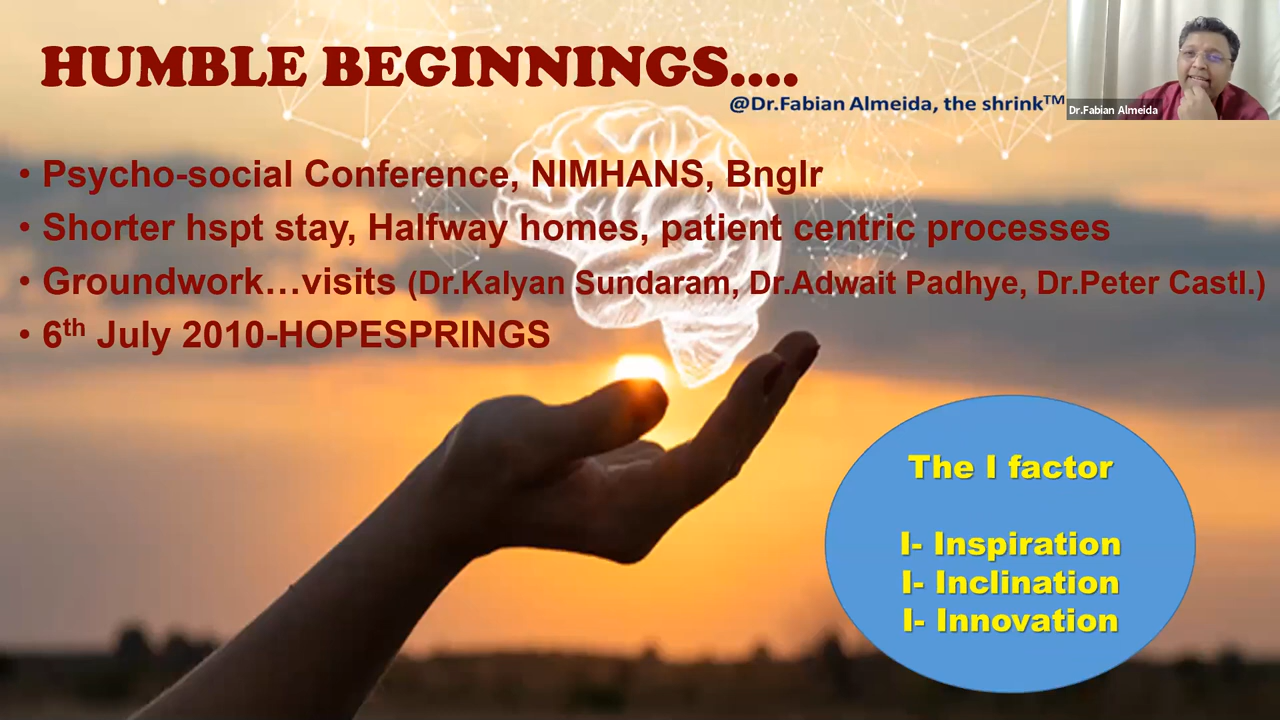 HUMBLE BEGINNINGS....
@Dr.Fabian Almeida, the shrink™
Dr.Fabian Almeida
• Psycho-social Conference, NIMHANS, Bnglr
• Shorter hspt stay, Halfway homes, patient centric processes
• Groundwork...visits (Dr.Kalyan Sundaram, Dr.Adwait Padhye, Dr.Peter Castl.)
• 6th July 2010-HOPESPRINGS
The I factor
I- Inspiration
I- Inclination
I- Innovation